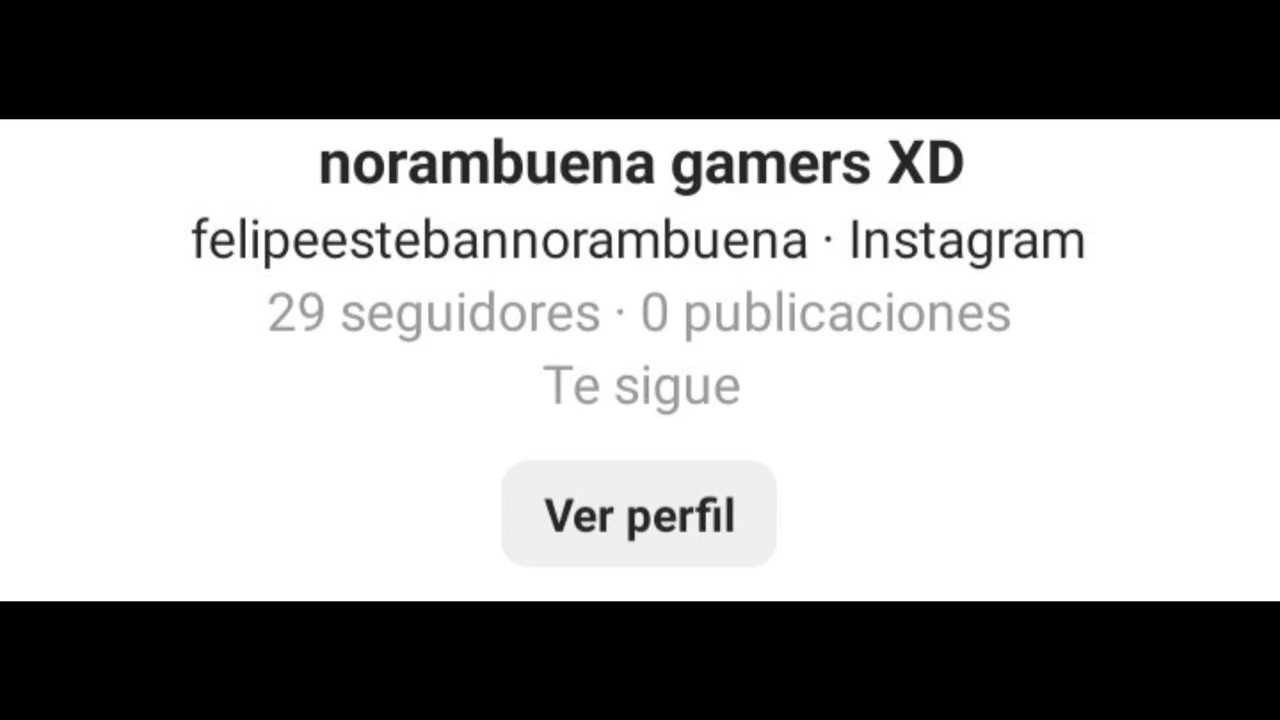 norambuena gamers XD
felipeestebannorambuena · Instagram
29 seguidores · 0 publicaciones
Te sigue
Ver perfil